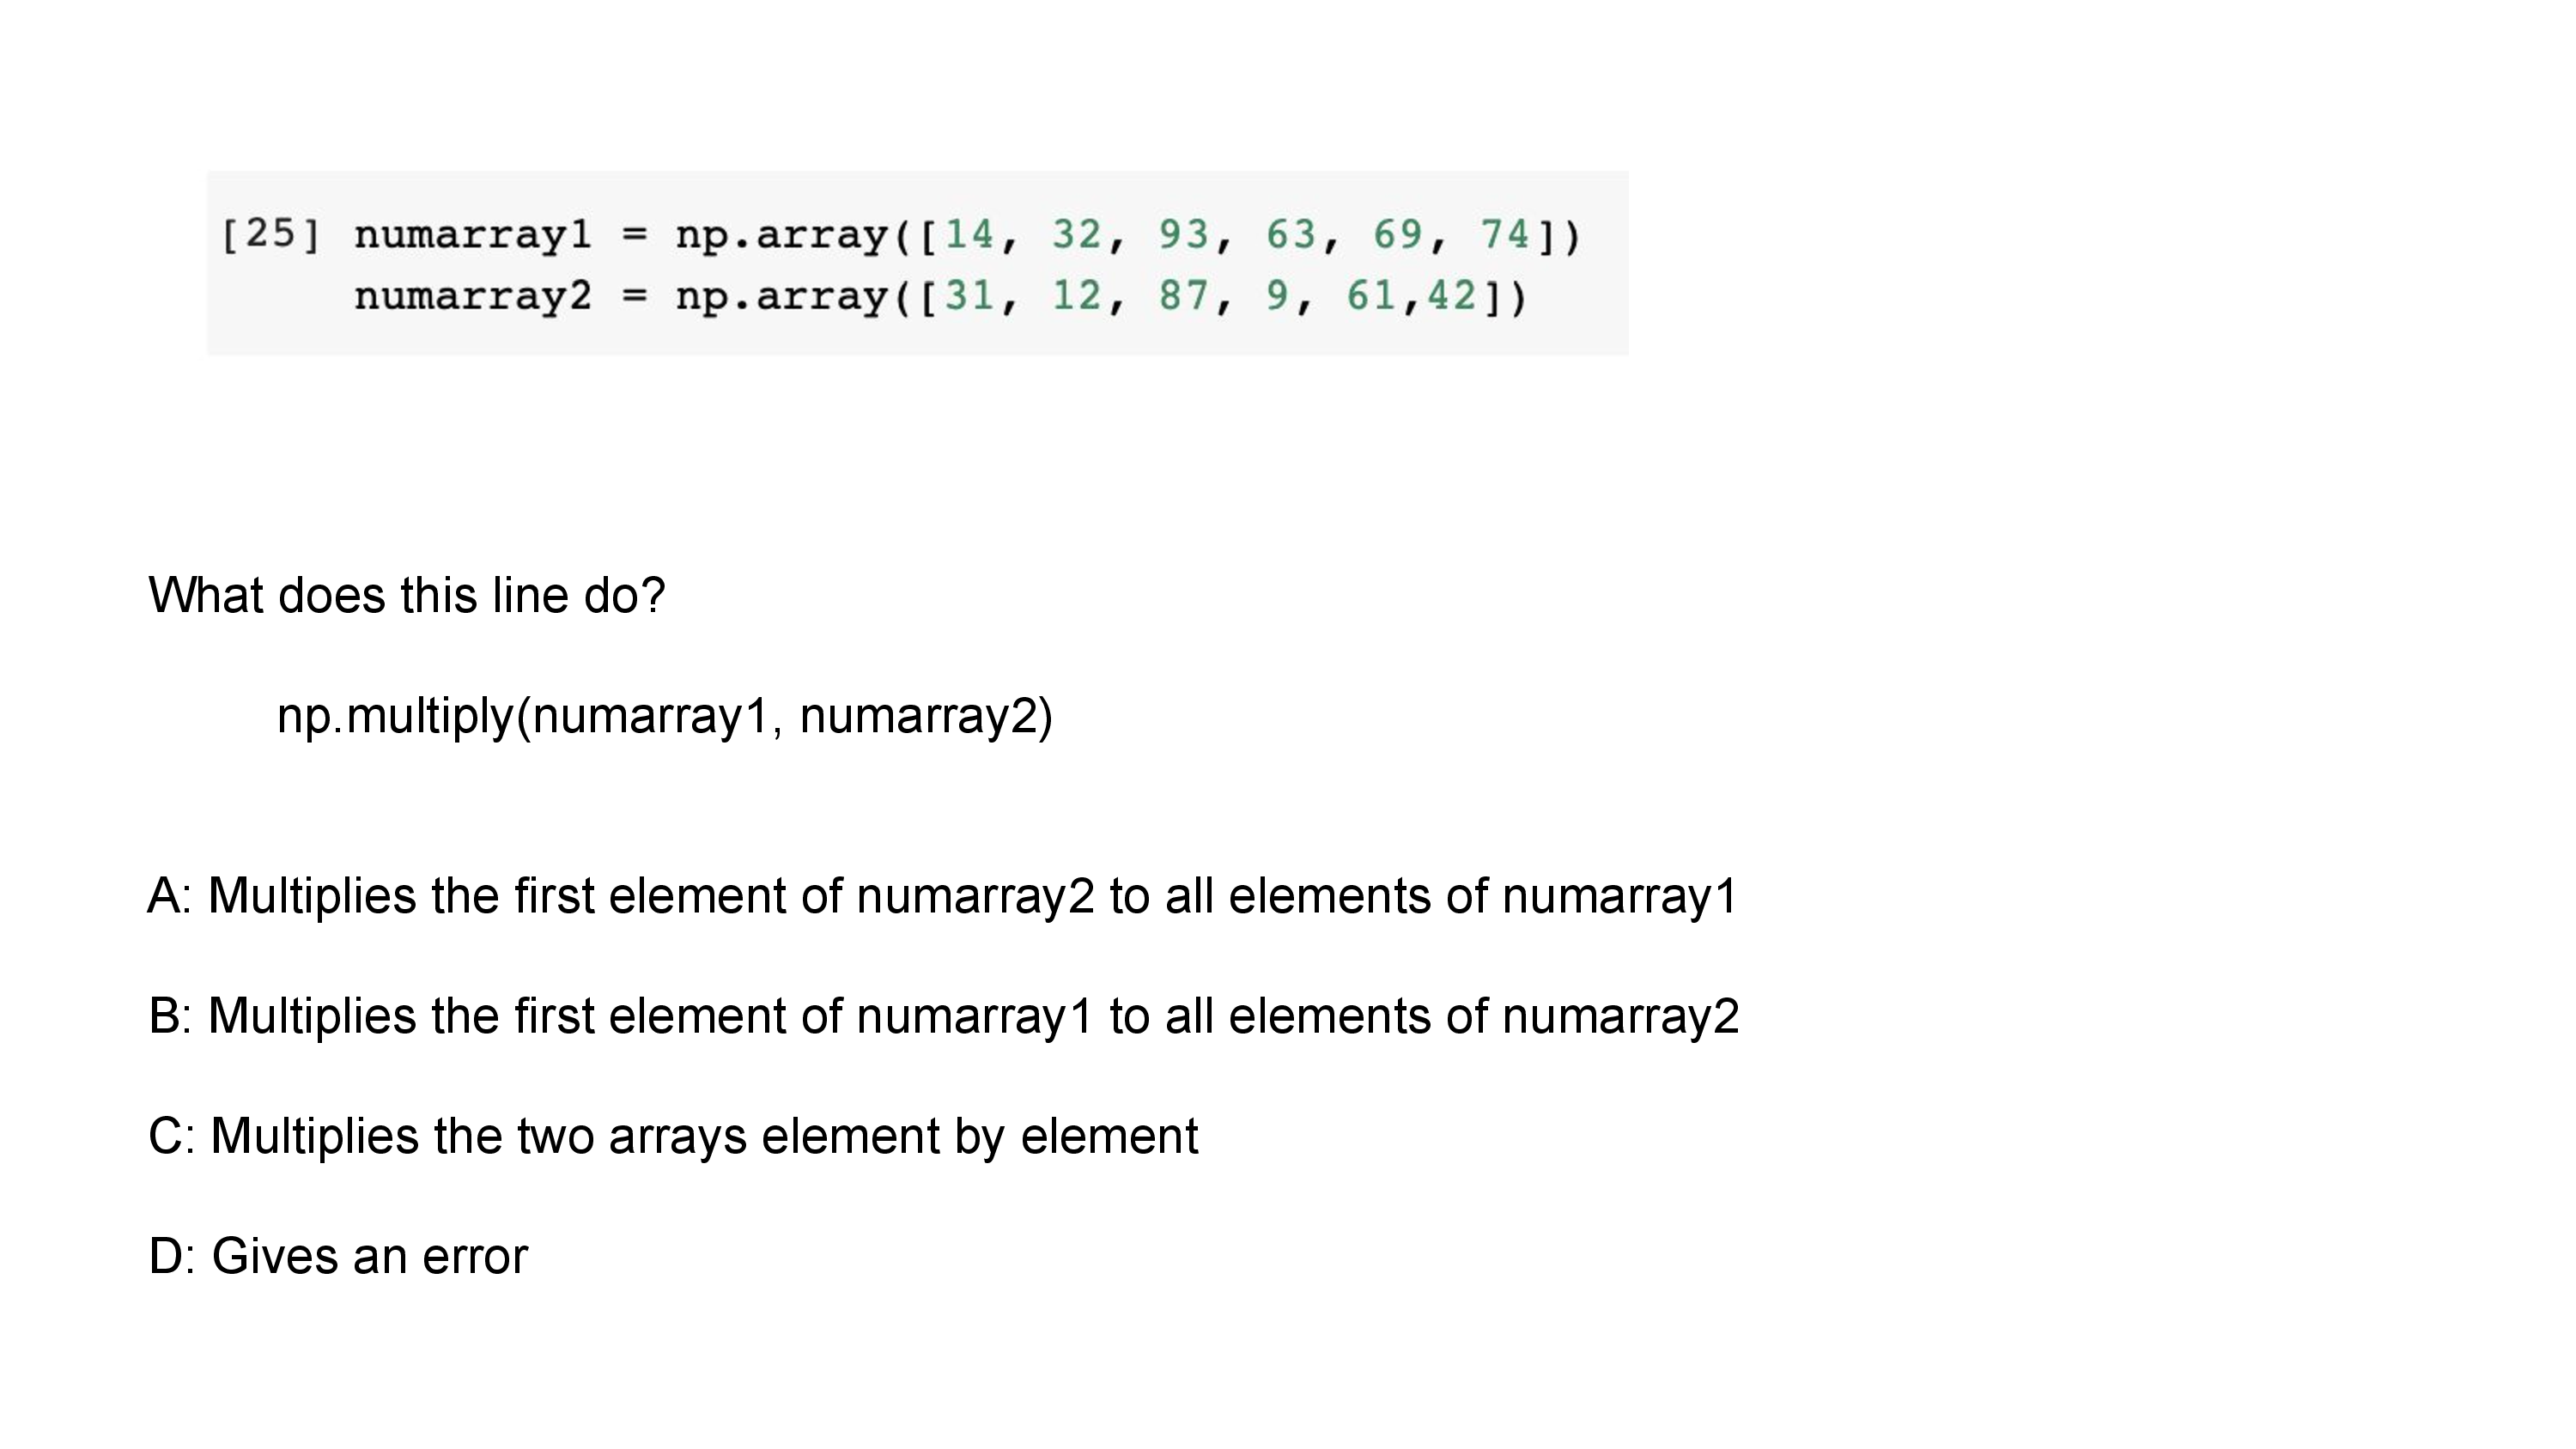 [25] numarray1 = np.array([14, 32, 93, 63, 69, 74])
numarray2 = np.array([31, 12, 87, 9, 61,42])
What does this line do?
np.multiply(numarray1, numarray2)
A: Multiplies the first element of numarray2 to all elements of numarray1
B: Multiplies the first element of numarray1 to all elements of numarray2
C: Multiplies the two arrays element by element
D: Gives an error